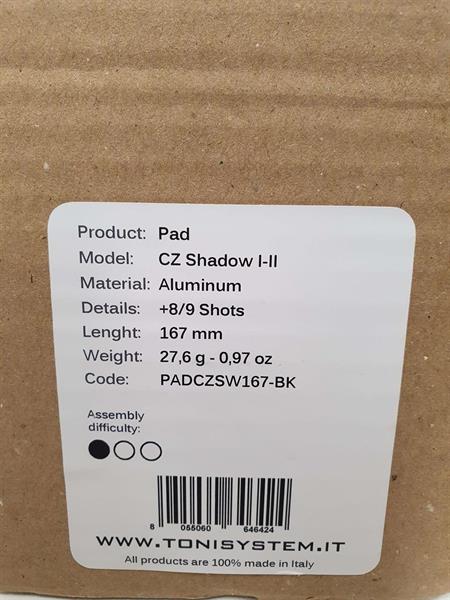 Product: Pad
Model: CZ Shadow I-II
Material: Aluminum
Details: +8/9 Shots
Lenght: 167 mm
Weight: 27,6 g - 0,97 oz
Code: PADCZSW167-BK
Assembly
difficulty:
8 055060 646424
WWW.TONISYSTEM.IT
All products are 100% made in Italy